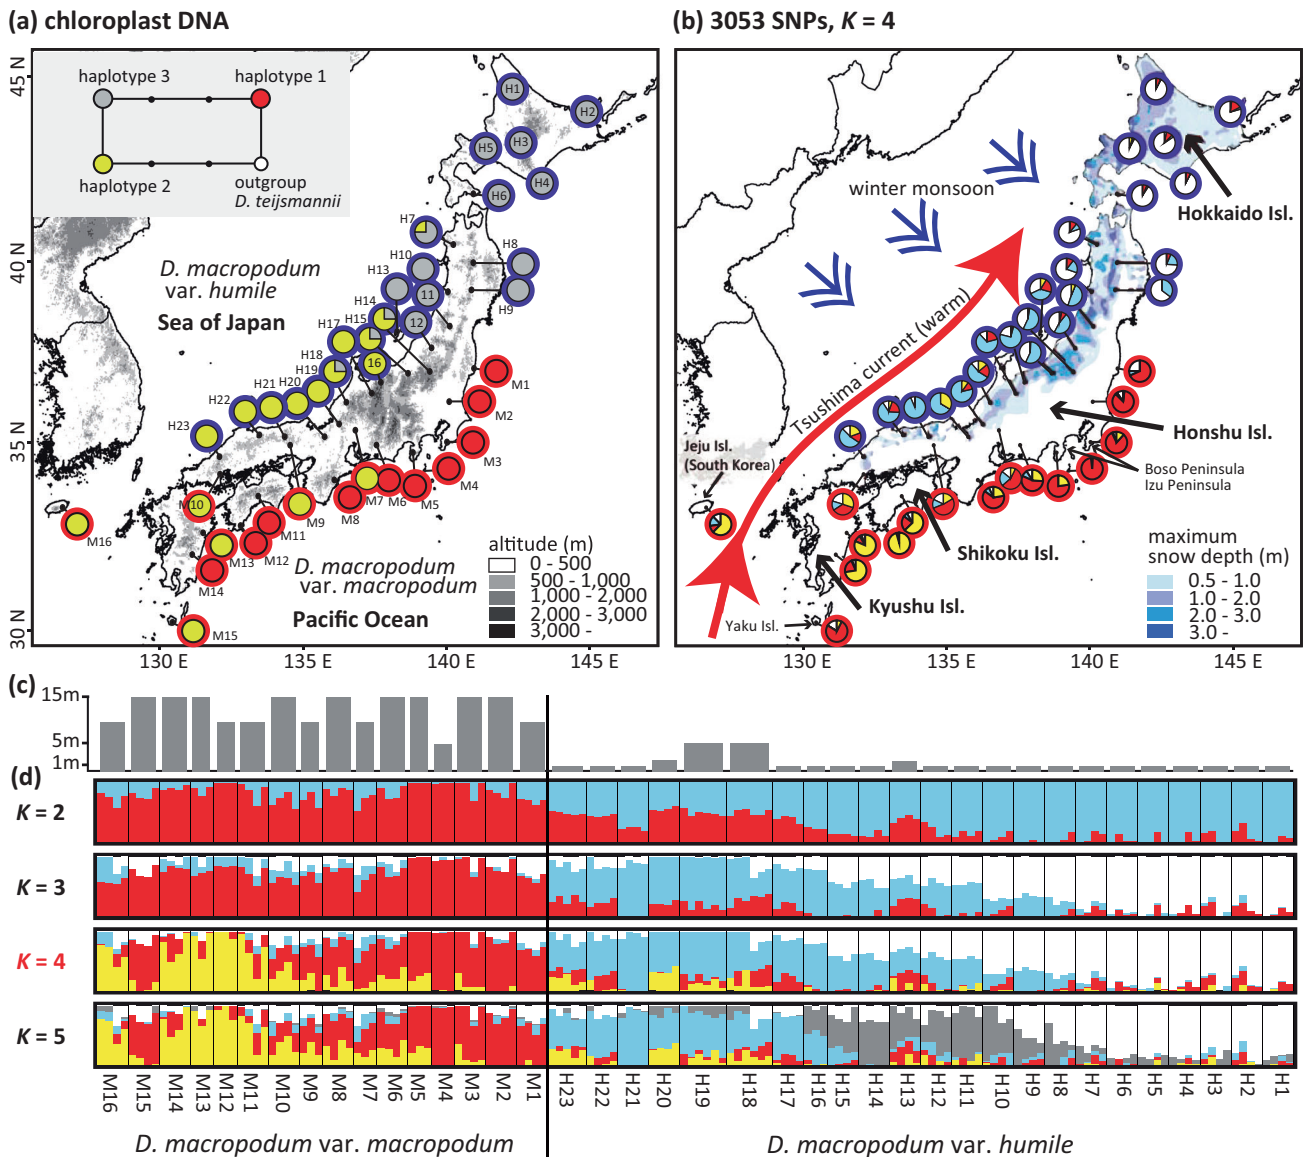 (a) chloroplast DNA
haplotype 3
haplotype 1
haplotype 2
outgroup
D. teijsmannii
45 N
40 N
35 N
30 N
H1
H2
H3
H5
H4
H6
H7
H8
H10
H9
H13
11
H14
12
H15
H17
16
H18
H19
H20
H21
H22
H23
M1
M2
M3
M4
M5
M6
M7
M8
M9
M10
M11
M12
M13
M14
M15
M16
D. macropodum
var. humile
Sea of Japan
D. macropodum
var. macropodum
Pacific Ocean
altitude (m)
0 - 500
500 - 1,000
1,000 - 2,000
2,000 - 3,000
3,000 -
130 E
135 E
140 E
145 E
(b) 3053 SNPs, K = 4
winter monsoon
Tsushima current (warm)
Hokkaido Isl.
Honshu Isl.
Jeju Isl.
(South Korea)
Boso Peninsula
Izu Peninsula
Shikoku Isl.
Kyushu Isl.
Yaku Isl.
maximum
snow depth (m)
0.5 - 1.0
1.0 - 2.0
2.0 - 3.0
3.0 -
130 E
135 E
140 E
145 E
(c)
15m
5m
1m
(d)
K = 2
K = 3
K = 4
K = 5
M16 M15 M14 M13 M12 M11 M10 M9 M8 M7 M6 M5 M4 M3 M2 M1 H23 H22 H21 H20 H19 H18 H17 H16 H15 H14 H13 H12 H11 H10 H9 H8 H7 H6 H5 H4 H3 H2 H1
D. macropodum var. macropodum
D. macropodum var. humile